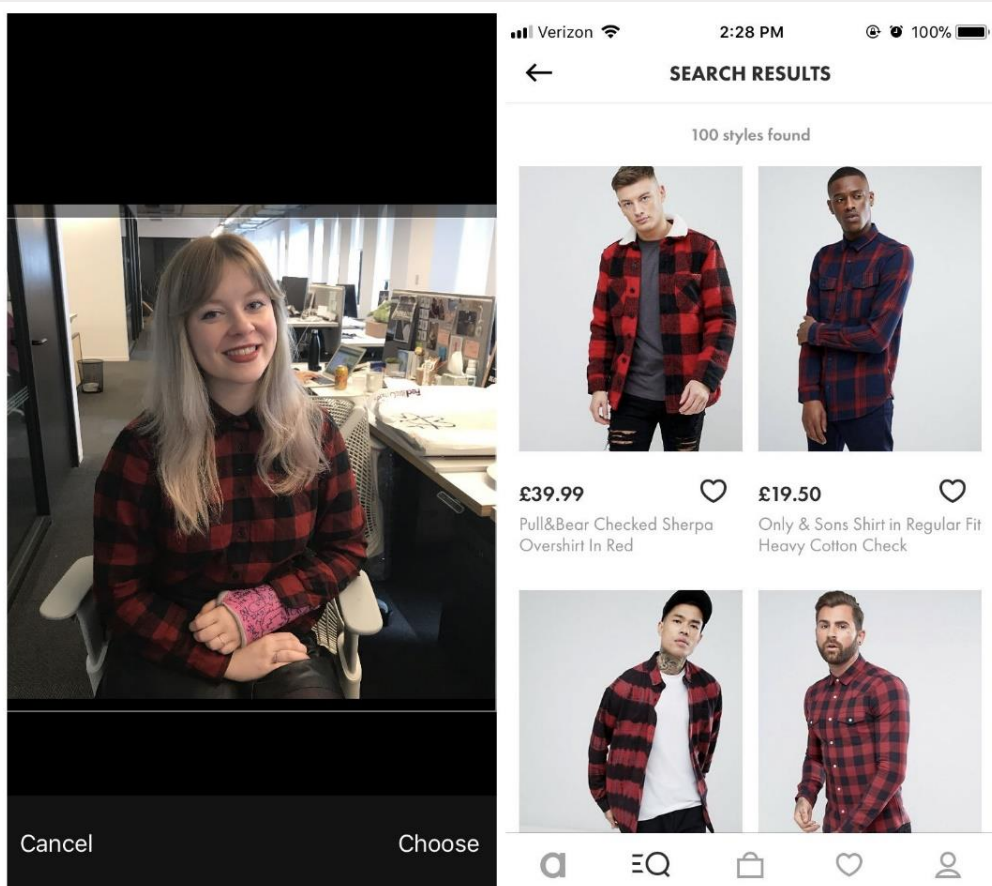 Cancel
Choose
Verizon
2:28 PM
100%
SEARCH RESULTS
100 styles found
£39.99
Pull&Bear Checked Sherpa
Overshirt In Red
£19.50
Only & Sons Shirt in Regular Fit
Heavy Cotton Check
a